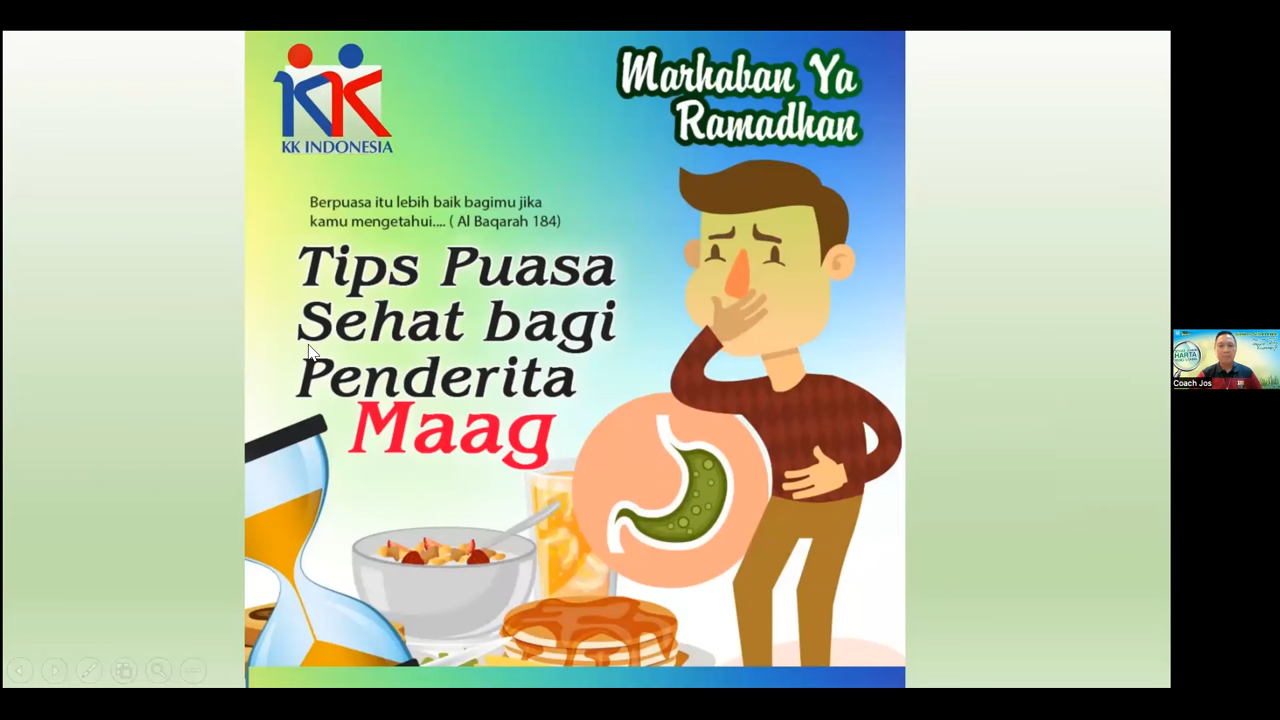 KK INDONESIA
Marhaban Ya
Ramadhan
Berpuasa itu lebih baik bagimu jika
kamu mengetahui.... ( Al Baqarah 184)
Tips Puasa
Sehat bagi
Penderita
Maag
HARTA
Coach Jos